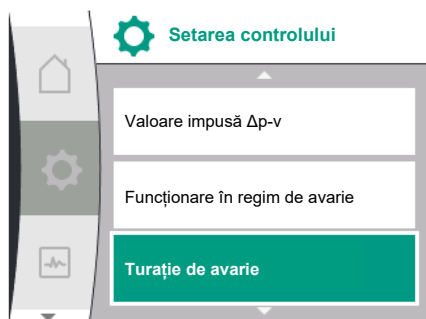 Setarea controlului
Valoare impusă Δp-v
Funcționare în regim de avarie
Turație de avarie